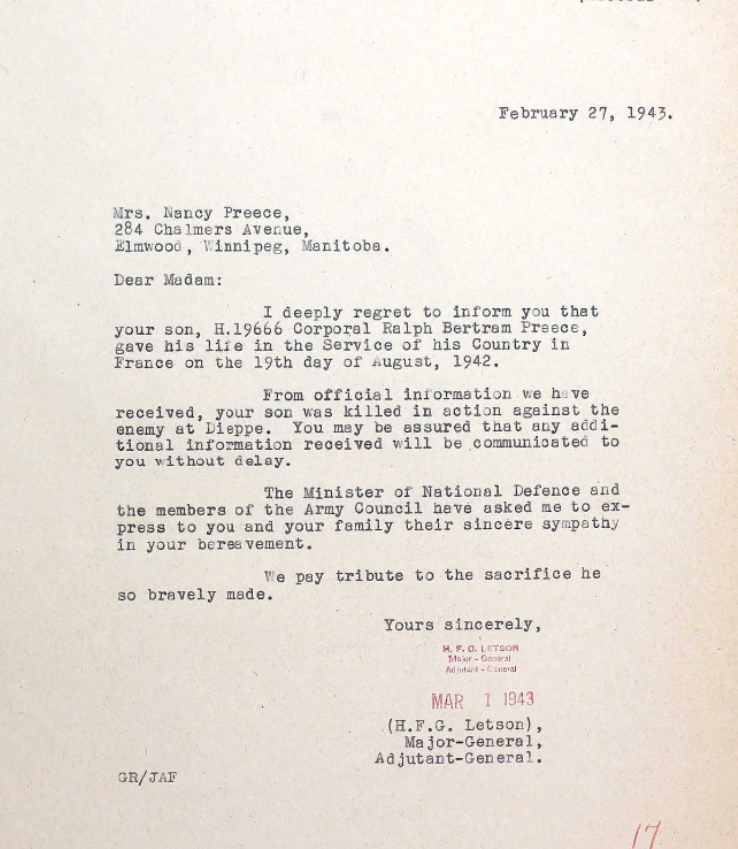 February 27, 1943.
Mrs. Nancy Preece,
284 Chalmers Avenue,
Elmwood, Winnipeg, Manitoba.
Dear Madam:
I deeply regret to inform you that
your son, H.19666 Corporal Ralph Bertram Preece,
gave his life in the Service of his Country in
France on the 19th day of August, 1942.
From official information we have
received, your son was killed in action against the
enemy at Dieppe. You may be assured that any addi-
tional information received will be communicated to
you without delay.
The Minister of National Defence and
the members of the Army Council have asked me to ex-
press to you and your family their sincere sympathy
in your bereavement.
We pay tribute to the sacrifice he
so bravely made.
Yours sincerely,
H. F. G. LETSON
Major - General
Adjutant - General
MAR 1 1943
(H.F.G. Letson),
Major-General,
Adjutant-General.
GR/JAF
17